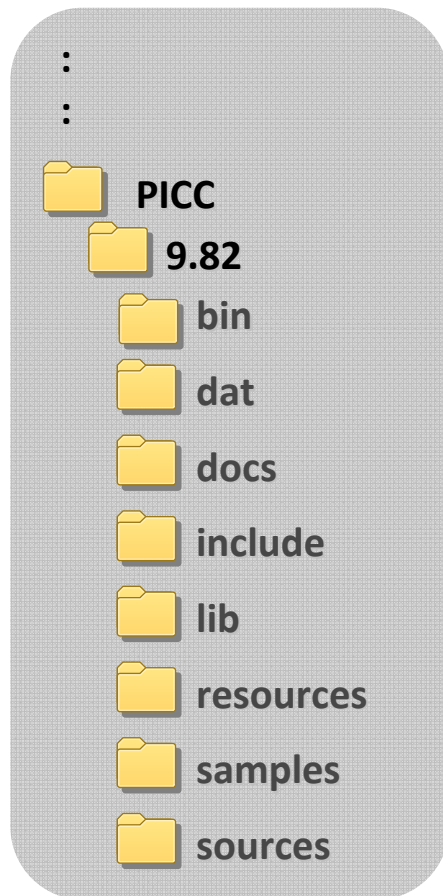 :
:
PICC
9.82
bin
dat
docs
include
lib
resources
samples
sources